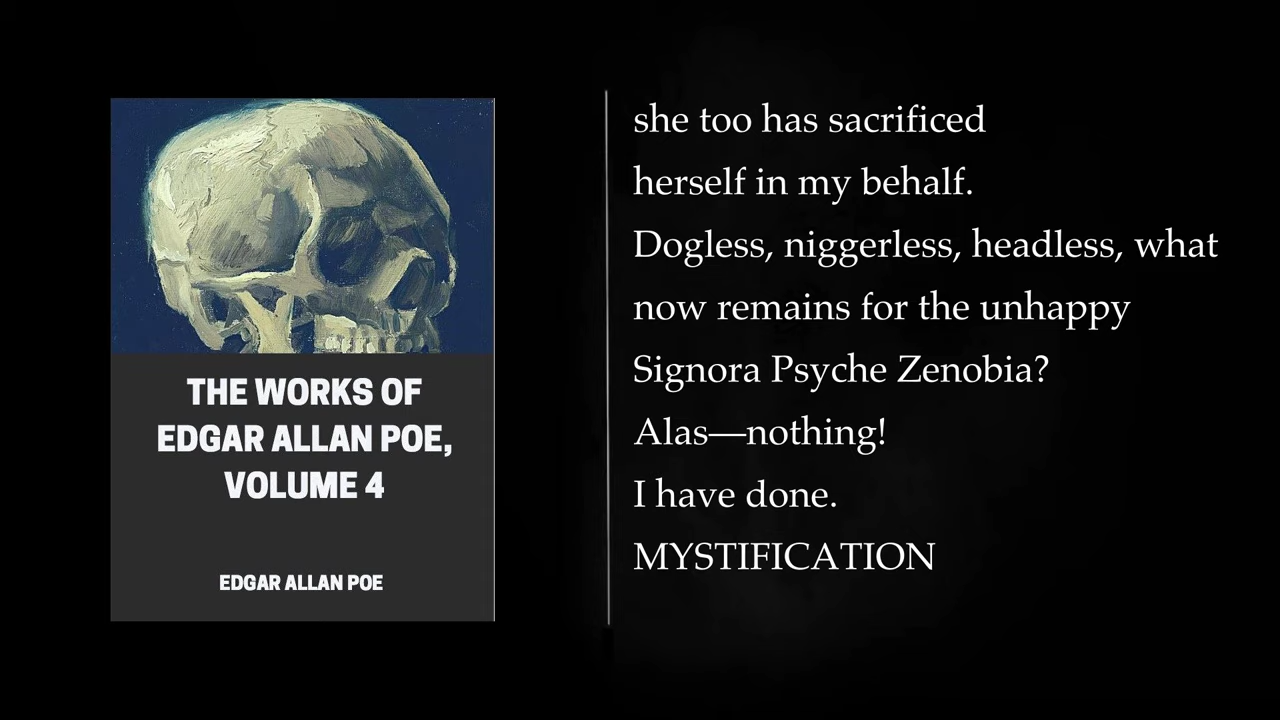 THE WORKS OF
EDGAR ALLAN POE,
VOLUME 4
EDGAR ALLAN POE
she too has sacrificed
herself in my behalf.
Dogless, niggerless, headless, what
now remains for the unhappy
Signora Psyche Zenobia?
Alas—nothing!
I have done.
MYSTIFICATION